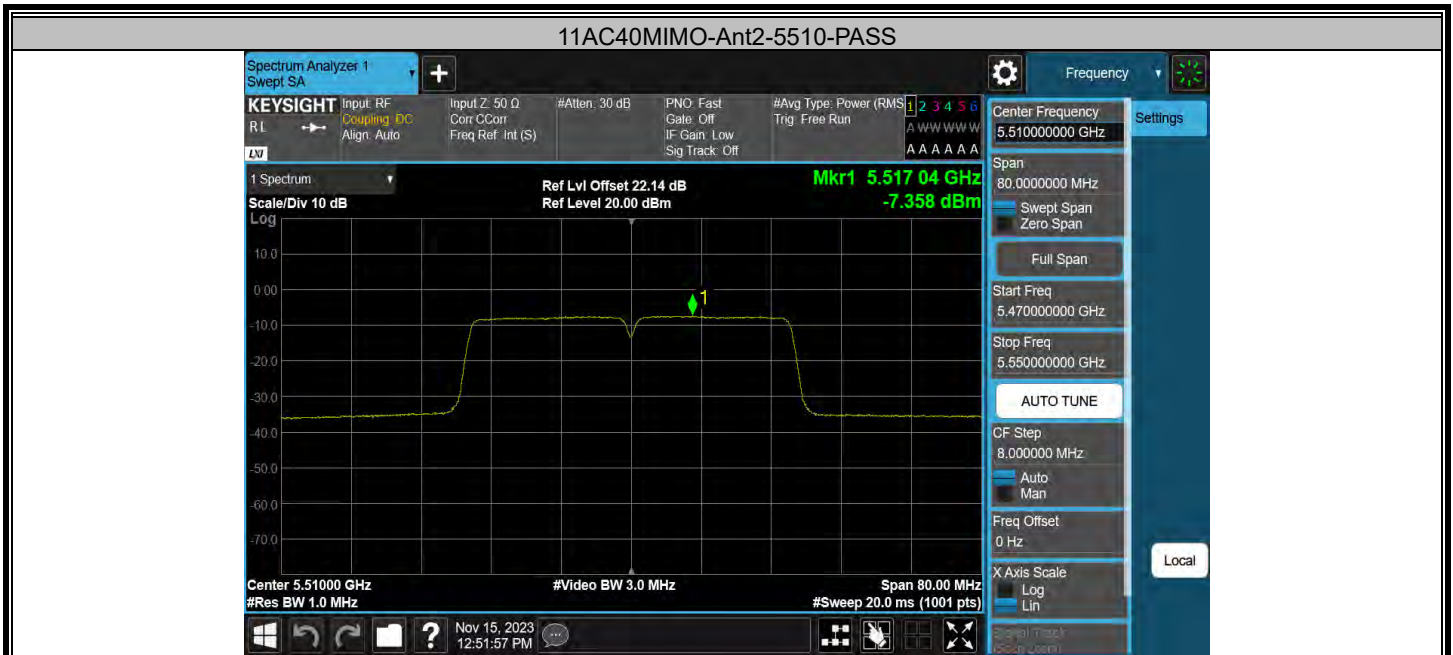 11AC40MIMO-Ant2-5510-PASS
Spectrum Analyzer 1
Swept SA
Frequency
KEYSIGHT
RL
LXI
Input: RF
Coupling: DC
Align: Auto
Input Z: 50 Ω
Corr CCorr
Freq Ref: Int (S)
#Atten: 30 dB
PNO: Fast
Gate: Off
IF Gain: Low
Sig Track: Off
#Avg Type: Power (RMS
Trig: Free Run
1 2 3 4 5 6
A W W W W W
A A A A A A
1 Spectrum
Scale/Div 10 dB
Log
Ref Lvl Offset 22.14 dB
Ref Level 20.00 dBm
Mkr1 5.517 04 GHz
-7.358 dBm
10.0
0.00
-10.0
-20.0
-30.0
-40.0
-50.0
-60.0
-70.0
1
Center 5.51000 GHz
#Res BW 1.0 MHz
#Video BW 3.0 MHz
Span 80.00 MHz
#Sweep 20.0 ms (1001 pts)
Nov 15, 2023
12:51:57 PM
Center Frequency
5.510000000 GHz
Span
80.0000000 MHz
Swept Span
Zero Span
Full Span
Start Freq
5.470000000 GHz
Stop Freq
5.550000000 GHz
AUTO TUNE
CF Step
8.000000 MHz
Auto
Man
Freq Offset
0 Hz
X Axis Scale
Log
Lin
Signal Track
(Span Zoom)
Settings
Local